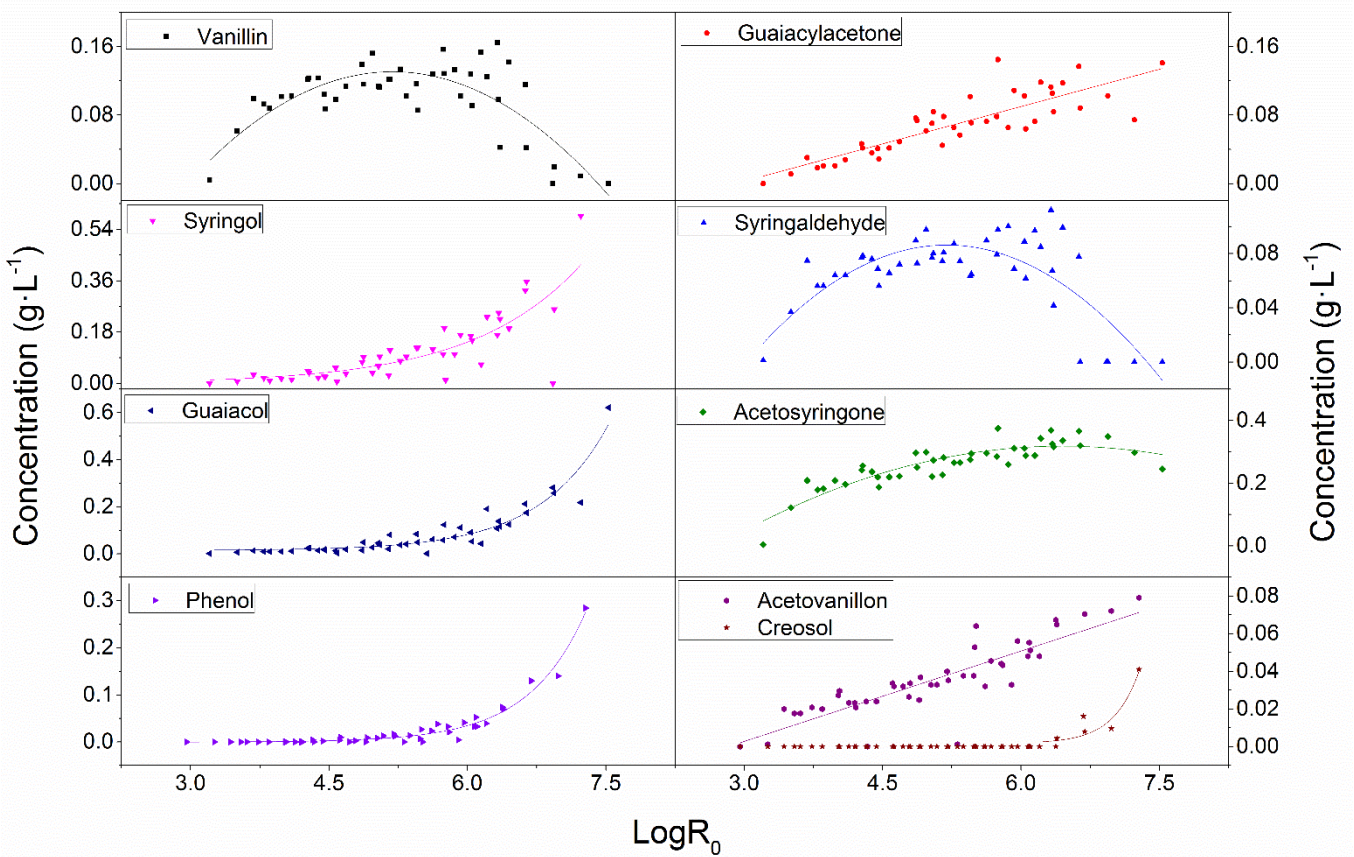 Vanillin
0.16
0.08
0.00
Guaiacylacetone
0.16
0.08
0.00
Syringol
0.54
0.36
0.18
0.00
Syringaldehyde
0.08
0.04
0.00
Guaiacol
0.6
0.4
0.2
0.0
Acetosyringone
0.4
0.2
0.0
Phenol
0.3
0.2
0.1
0.0
Acetovanillon
Creosol
0.08
0.06
0.04
0.02
0.00
3.0 4.5 6.0 7.5 3.0 4.5 6.0 7.5
Concentration (g·L⁻¹)
Concentration (g·L⁻¹)
LogR₀